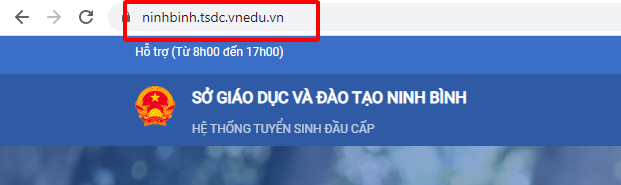 ninhbinh.tsdc.vnedu.vn
Hỗ trợ (Từ 8h00 đến 17h00)
SỞ GIÁO DỤC VÀ ĐÀO TẠO NINH BÌNH
HỆ THỐNG TUYỂN SINH ĐẦU CẤP